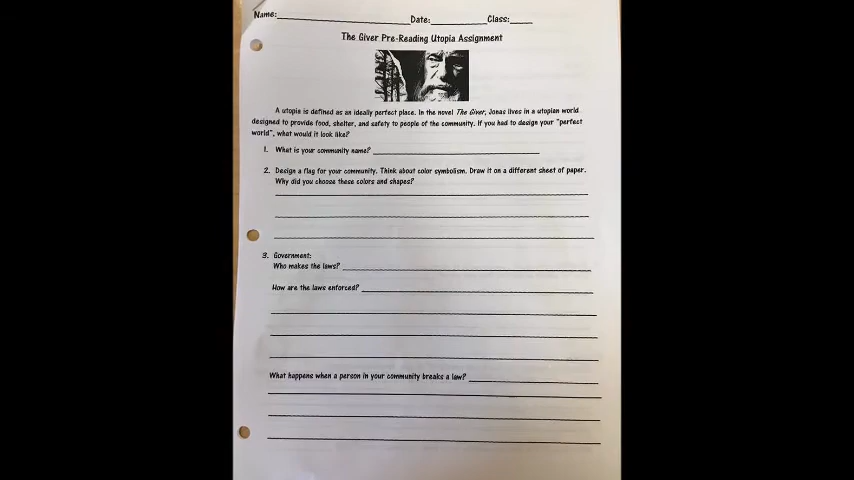 Name:____________________ Date:__________ Class:____
The Giver Pre-Reading Utopia Assignment
A utopia is defined as an ideally perfect place. In the novel The Giver, Jonas lives in a utopian world
designed to provide food, shelter, and safety to people of the community. If you had to design your "perfect
world", what would it look like?
1. What is your community name?
2. Design a flag for your community. Think about color symbolism. Draw it on a different sheet of paper.
Why did you choose these colors and shapes?
3. Government:
Who makes the laws?
How are the laws enforced?
What happens when a person in your community breaks a law?